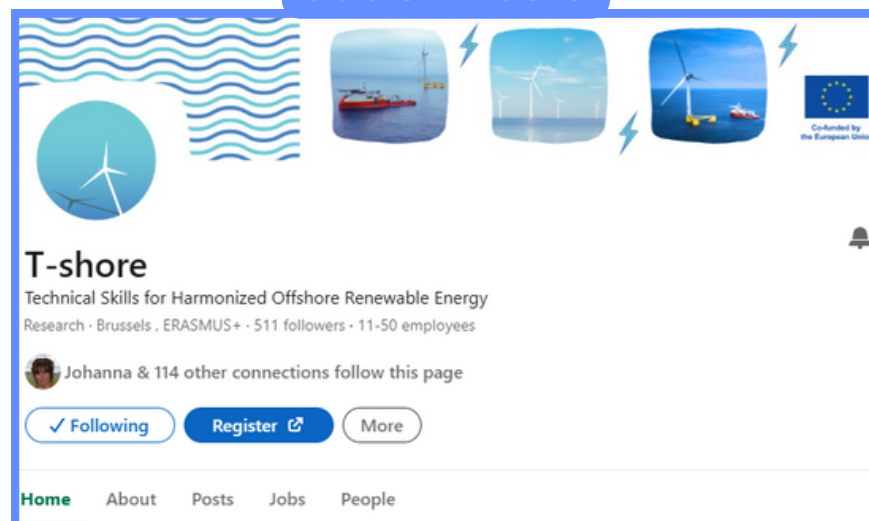 Co-funded by
the European Union
T-shore
Technical Skills for Harmonized Offshore Renewable Energy
Research · Brussels , ERASMUS+ · 511 followers · 11-50 employees
Johanna & 114 other connections follow this page
✓ Following Register More
Home About Posts Jobs People